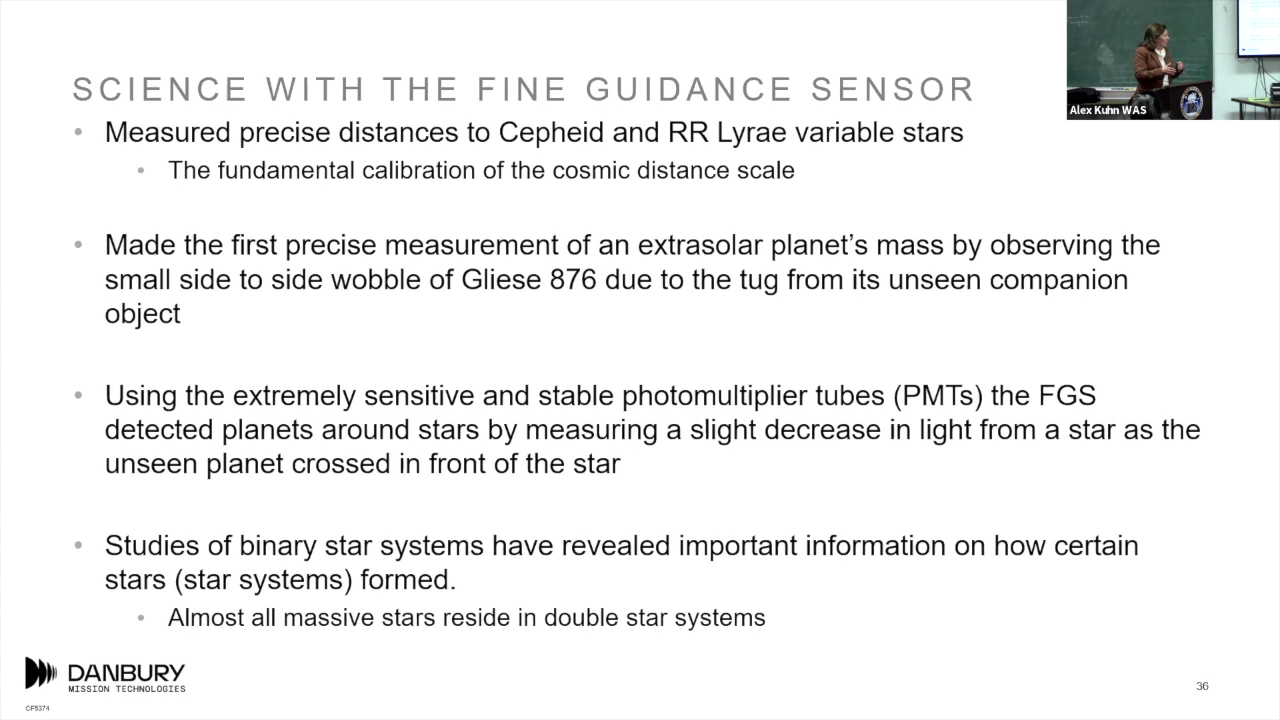 Alex Kuhn WAS
SCIENCE WITH THE FINE GUIDANCE SENSOR
• Measured precise distances to Cepheid and RR Lyrae variable stars
• The fundamental calibration of the cosmic distance scale
• Made the first precise measurement of an extrasolar planet’s mass by observing the
small side to side wobble of Gliese 876 due to the tug from its unseen companion
object
• Using the extremely sensitive and stable photomultiplier tubes (PMTs) the FGS
detected planets around stars by measuring a slight decrease in light from a star as the
unseen planet crossed in front of the star
• Studies of binary star systems have revealed important information on how certain
stars (star systems) formed.
• Almost all massive stars reside in double star systems
DANBURY
MISSION TECHNOLOGIES
CF5374
36